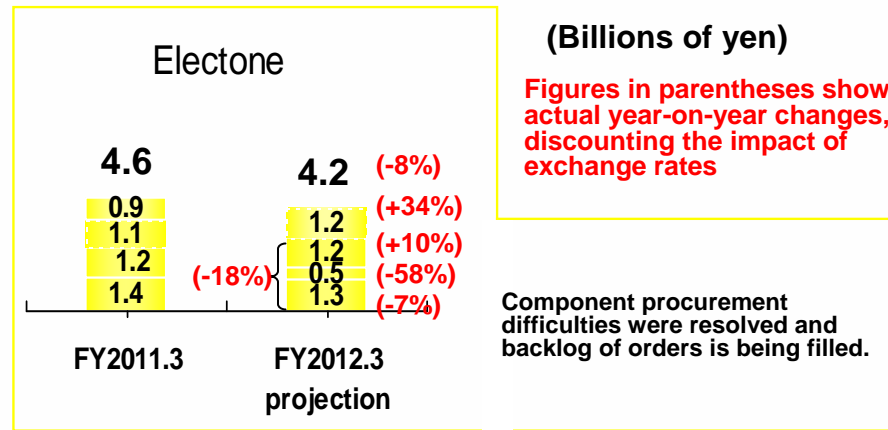 Electone
(Billions of yen)
Figures in parentheses show
actual year-on-year changes,
discounting the impact of
exchange rates
4.6
4.2
(-8%)
0.9
1.1
1.2
1.4
1.2
1.2
0.5
1.3
(+34%)
(+10%)
(-58%)
(-7%)
(-18%)
FY2011.3
FY2012.3
projection
Component procurement
difficulties were resolved and
backlog of orders is being filled.